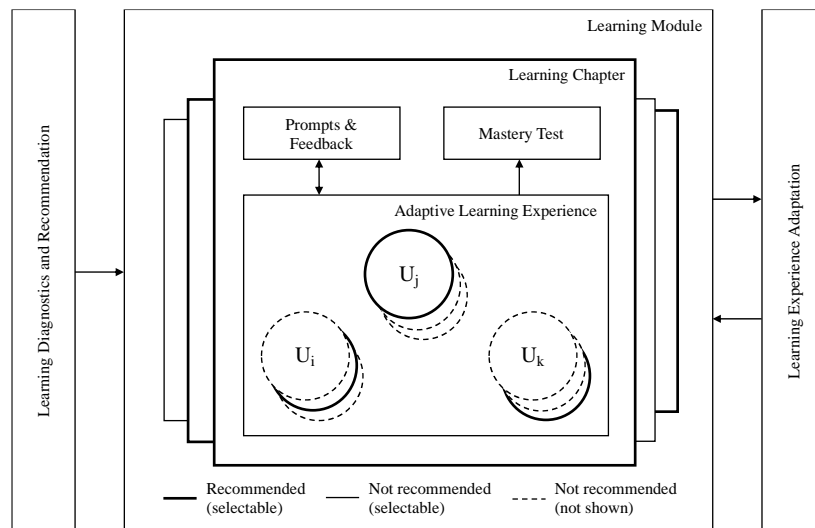 Learning Diagnostics and Recommendation
Learning Module
Learning Chapter
Prompts &
Feedback
Mastery Test
Adaptive Learning Experience
Uj
Ui
Uk
Learning Experience Adaptation
Recommended
(selectable)
Not recommended
(selectable)
Not recommended
(not shown)